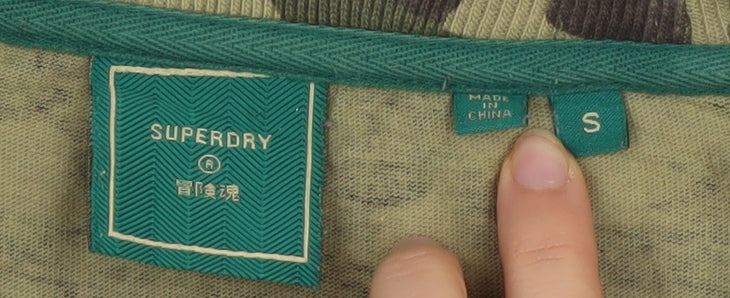 SUPERDRY
®
冒険魂
MADE
IN
CHINA
S